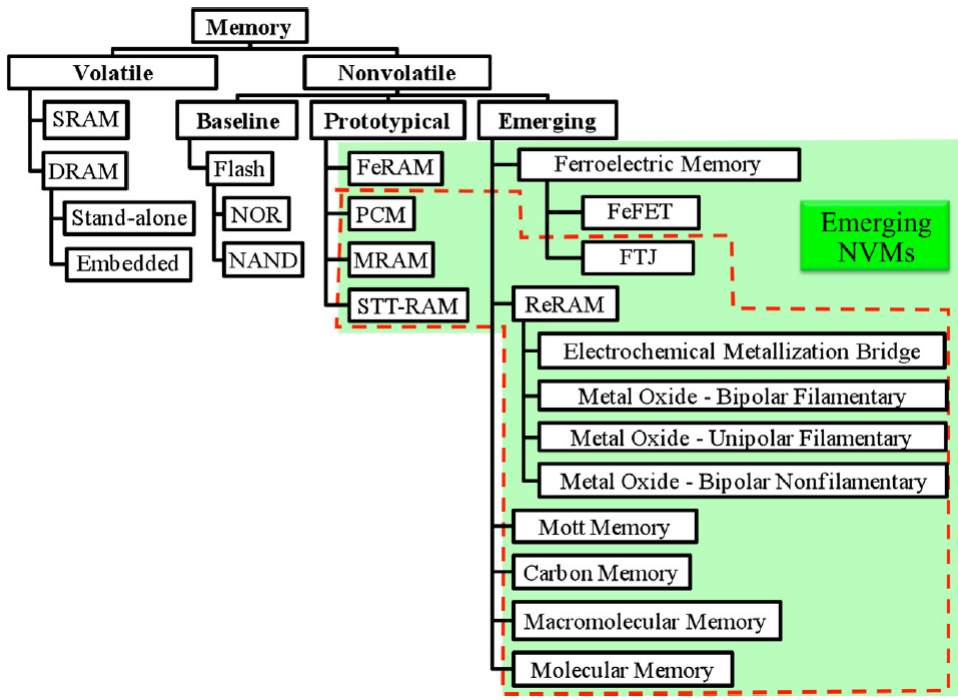 Memory
Volatile
Nonvolatile
SRAM
DRAM
Stand-alone
Embedded
Baseline
Flash
NOR
NAND
Prototypical
FeRAM
PCM
MRAM
STT-RAM
Emerging
Ferroelectric Memory
FeFET
FTJ
ReRAM
Electrochemical Metallization Bridge
Metal Oxide - Bipolar Filamentary
Metal Oxide - Unipolar Filamentary
Metal Oxide - Bipolar Nonfilamentary
Mott Memory
Carbon Memory
Macromolecular Memory
Molecular Memory
Emerging
NVMs